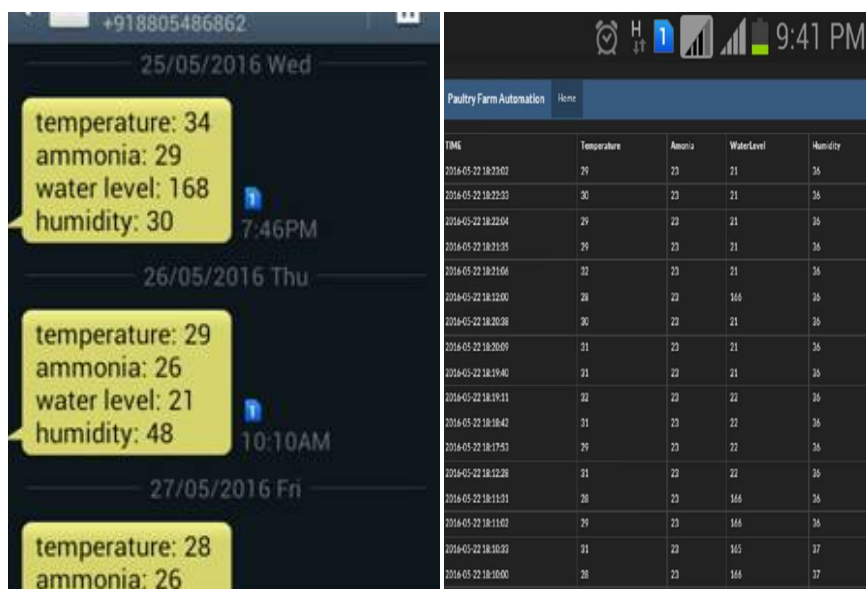 +918805486862
25/05/2016 Wed
temperature: 34
ammonia: 29
water level: 168
humidity: 30
7:46PM
26/05/2016 Thu
temperature: 29
ammonia: 26
water level: 21
humidity: 48
10:10AM
27/05/2016 Fri
temperature: 28
ammonia: 26
H 1 9:41 PM
Paultry Farm Automation Home
TIME Temperature Amonia WaterLevel Humidity
2016-05-22 18:23:02 29 23 21 36
2016-05-22 18:22:33 30 23 21 36
2016-05-22 18:22:04 29 23 21 36
2016-05-22 18:21:35 29 23 21 36
2016-05-22 18:21:06 32 23 21 36
2016-05-22 18:12:00 28 23 166 36
2016-05-22 18:20:38 30 23 21 36
2016-05-22 18:20:09 31 23 21 36
2016-05-22 18:19:40 31 23 21 36
2016-05-22 18:19:11 32 23 22 36
2016-05-22 18:18:42 31 23 22 36
2016-05-22 18:17:53 29 23 22 36
2016-05-22 18:12:28 31 23 22 36
2016-05-22 18:11:31 28 23 166 36
2016-05-22 18:11:02 29 23 166 36
2016-05-22 18:10:33 31 23 165 37
2016-05-22 18:10:00 28 23 166 37